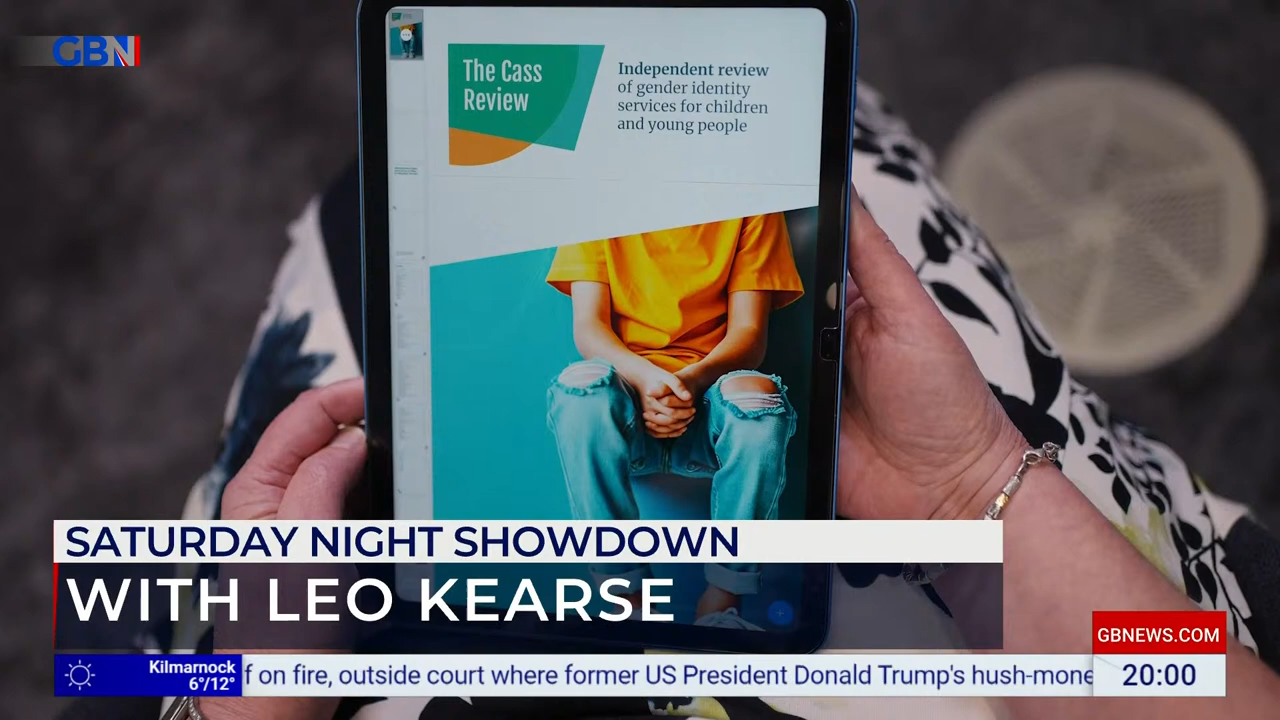 GBN
The Cass
Review
Independent review
of gender identity
services for children
and young people
SATURDAY NIGHT SHOWDOWN
WITH LEO KEARSE
GBNEWS.COM
Kilmarnock
6°/12°
f on fire, outside court where former US President Donald Trump's hush-mone
20:00